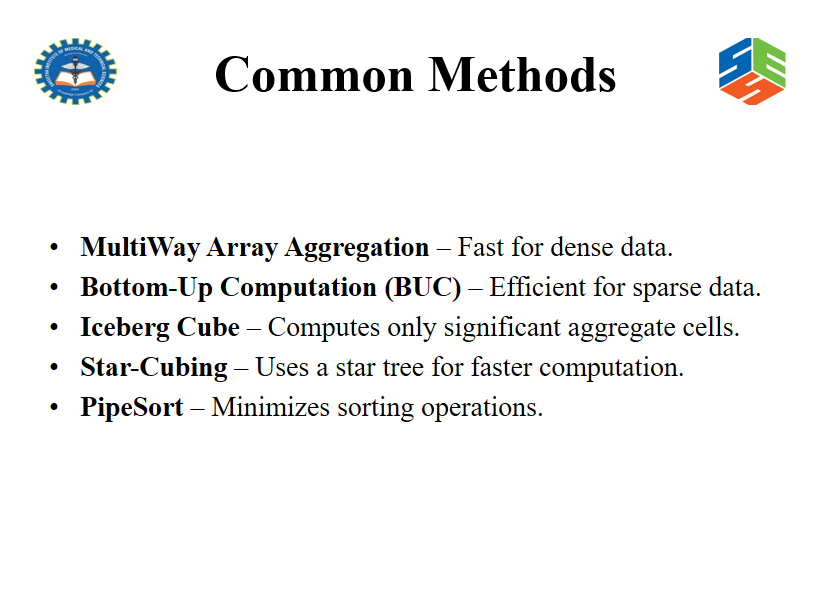 Common Methods
SES
• MultiWay Array Aggregation – Fast for dense data.
• Bottom-Up Computation (BUC) – Efficient for sparse data.
• Iceberg Cube – Computes only significant aggregate cells.
• Star-Cubing – Uses a star tree for faster computation.
• PipeSort – Minimizes sorting operations.